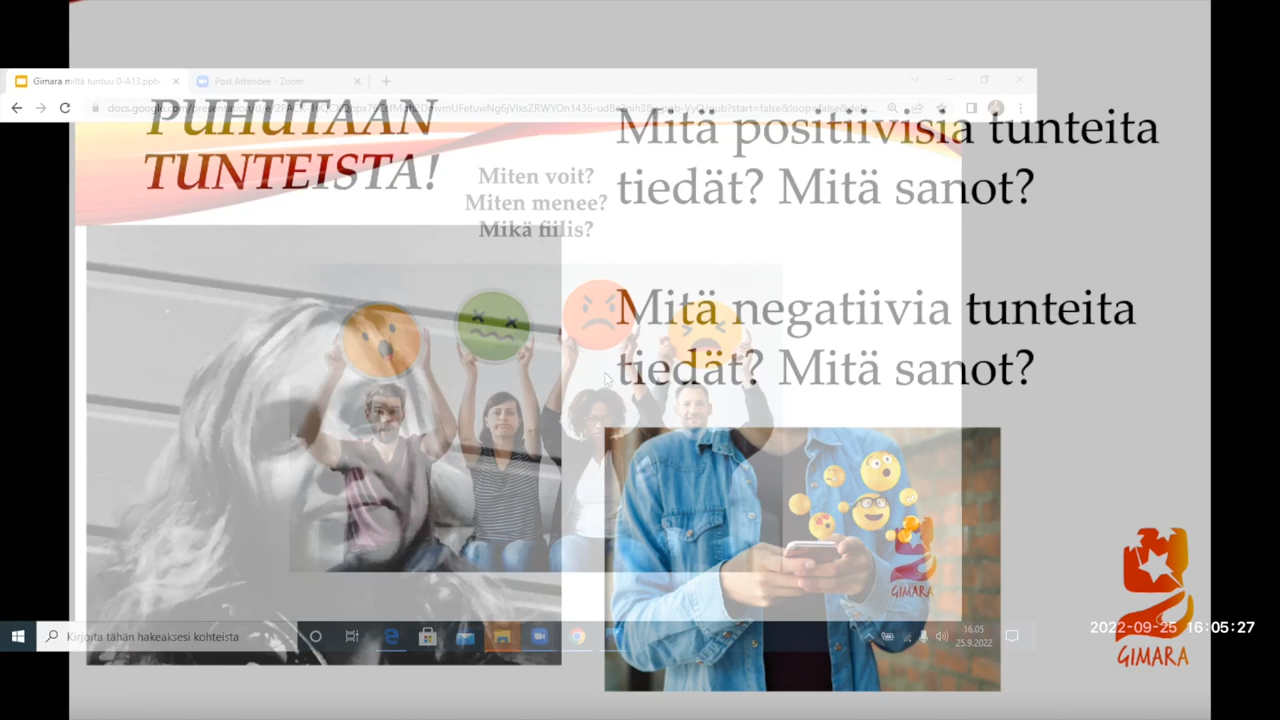 Gimara miltä tuntuu 0-A13.pptx
Post Attendee - Zoom
PUHUTAAN
TUNTEISTA!
Miten voit?
Miten menee?
Mikä fiilis?
Mitä positiivisia tunteita
tiedät? Mitä sanot?
Mitä negatiivia tunteita
tiedät? Mitä sanot?
GIMARA
Kirjoita tähän hakeaksesi kohteista
16.05
25.9.2022
2022-09-25 16:05:27
GIMARA